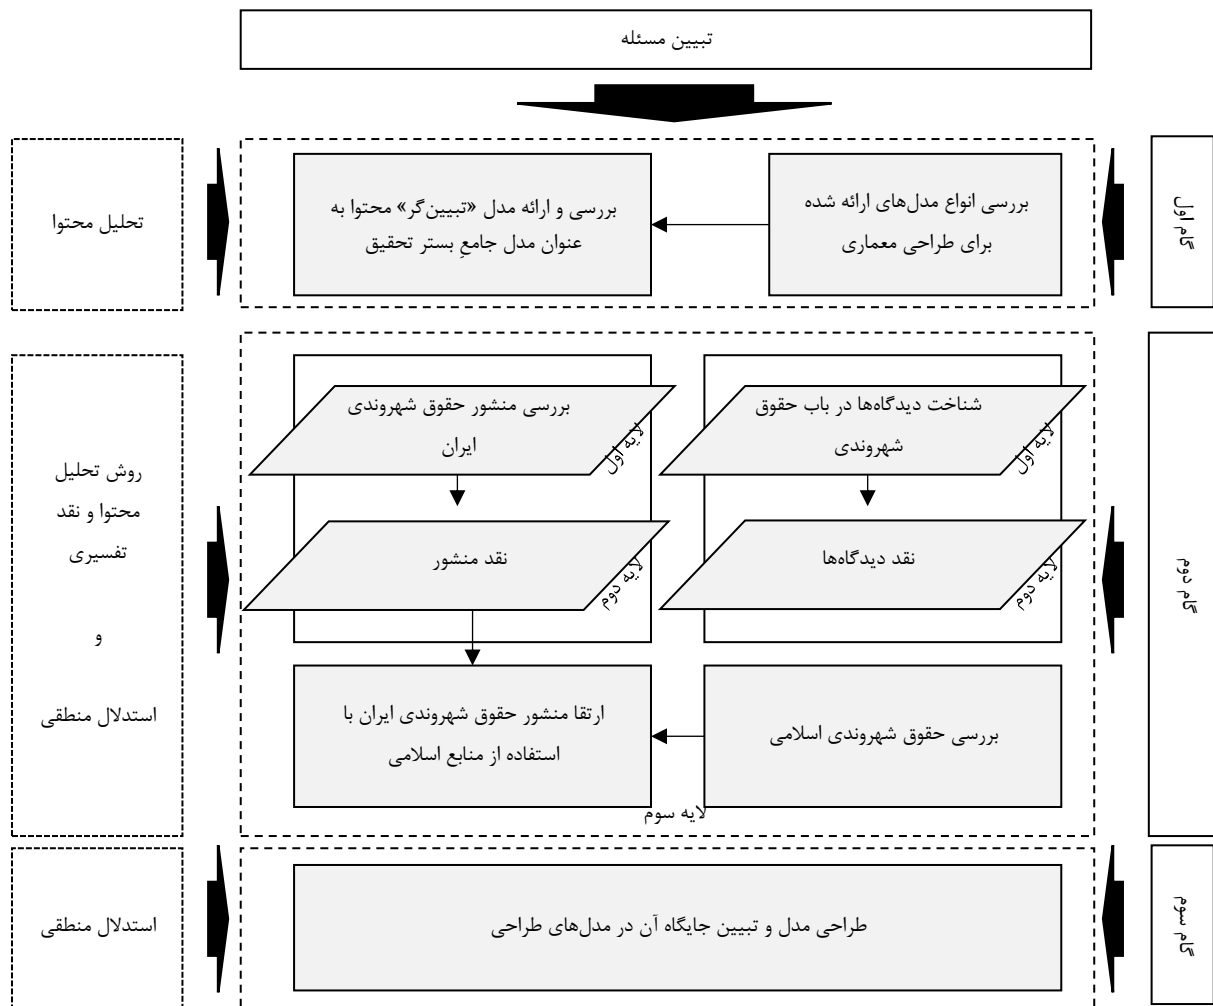 تبیین مسئله
گام اول
بررسی انواع مدل‌های ارائه شده
برای طراحی معماری
بررسی و ارائه مدل «تبیین‌گر» محتوا به
عنوان مدل جامعِ بستر تحقیق
تحلیل محتوا
گام دوم
شناخت دیدگاه‌ها در باب حقوق
شهروندی
لایه اول
نقد دیدگاه‌ها
لایه دوم
بررسی منشور حقوق شهروندی
ایران
لایه اول
نقد منشور
لایه دوم
بررسی حقوق شهروندی اسلامی
ارتقا منشور حقوق شهروندی ایران با
استفاده از منابع اسلامی
لایه سوم
روش تحلیل
محتوا و نقد
تفسیری
و
استدلال منطقی
گام سوم
طراحی مدل و تبیین جایگاه آن در مدل‌های طراحی
استدلال منطقی